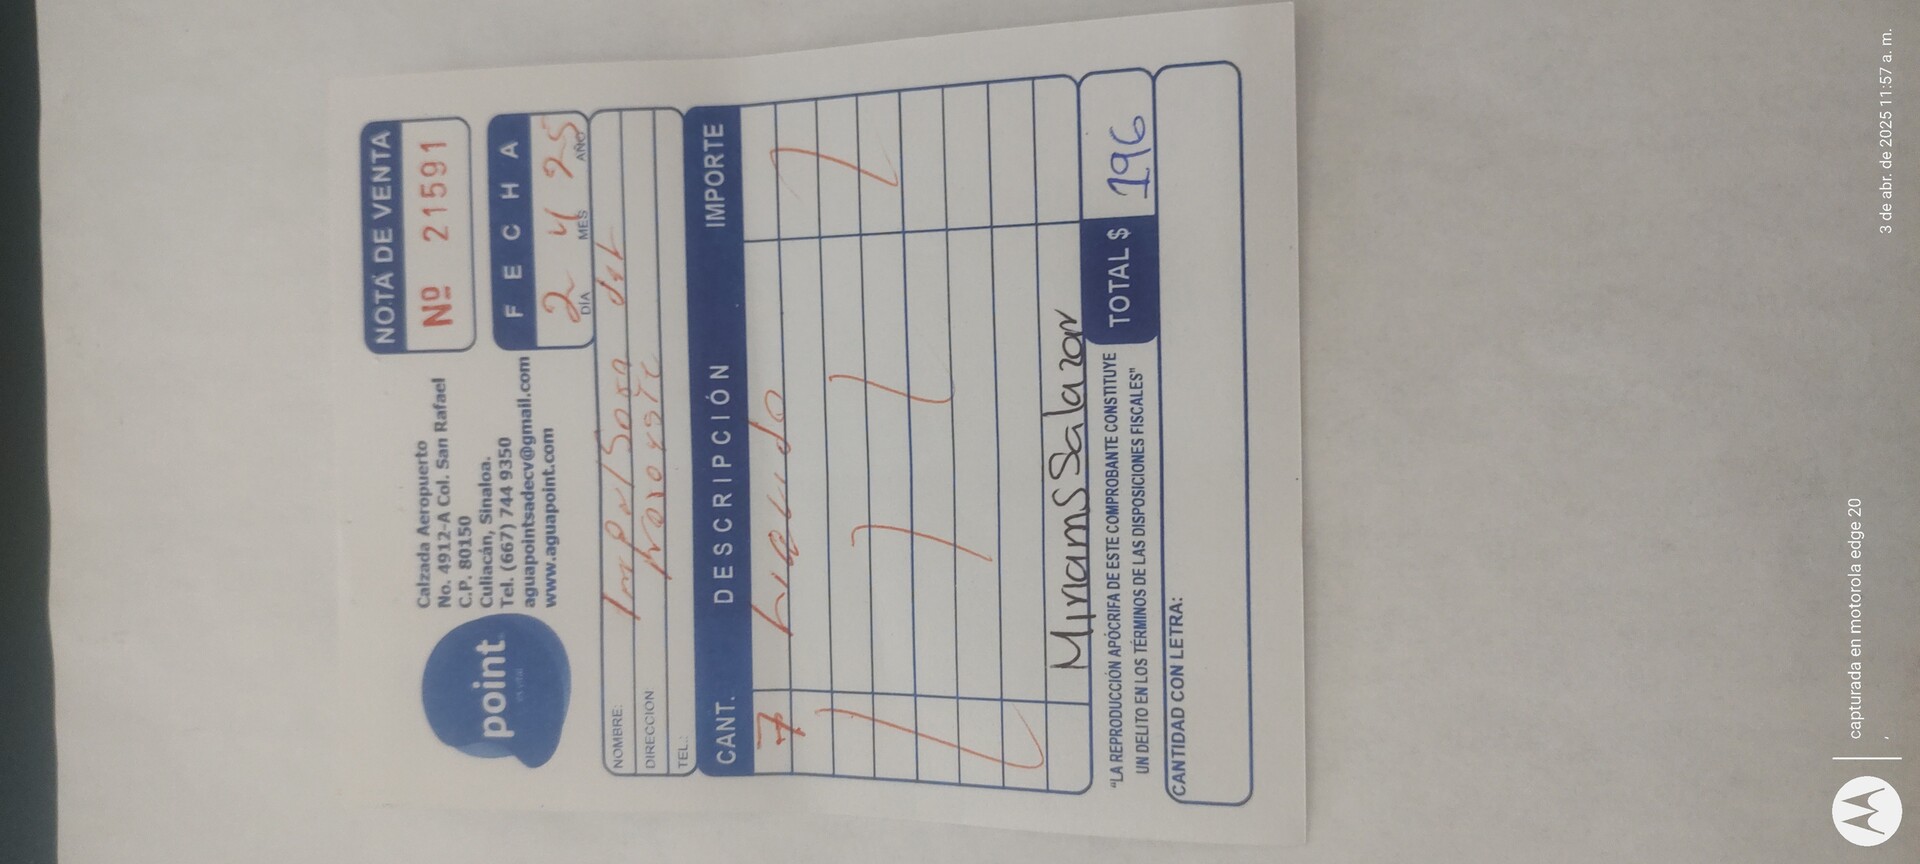 point
Calzada Aeropuerto
No. 4912-A Col. San Rafael
C.P. 80150
Culiacán, Sinaloa.
Tel. (667) 744 9350
aguapointsadecv@gmail.com
www.aguapoint.com
NOTA DE VENTA
Nº 21591
FECHA
2 4 25
DÍA MES AÑO
NOMBRE:
DIRECCION
TEL.:
CANT. DESCRIPCIÓN IMPORTE
7
Miriam S Salazar
"LA REPRODUCCIÓN APÓCRIFA DE ESTE COMPROBANTE CONSTITUYE
UN DELITO EN LOS TÉRMINOS DE LAS DISPOSICIONES FISCALES"
TOTAL $ 196
CANTIDAD CON LETRA:
capturada en motorola edge 20
3 de abr. de 2025 11:57 a. m.